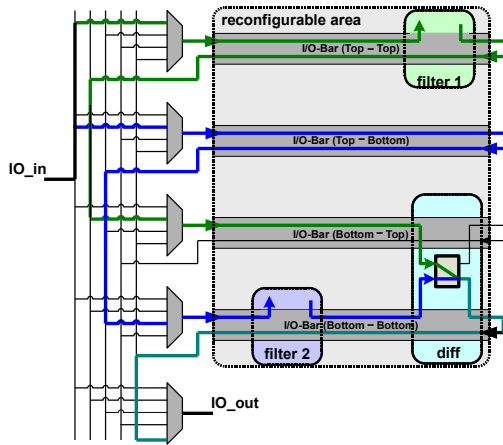 reconfigurable area
I/O-Bar (Top – Top)
filter 1
I/O-Bar (Top – Bottom)
IO_in
I/O-Bar (Bottom – Top)
I/O-Bar (Bottom – Bottom)
filter 2
diff
IO_out